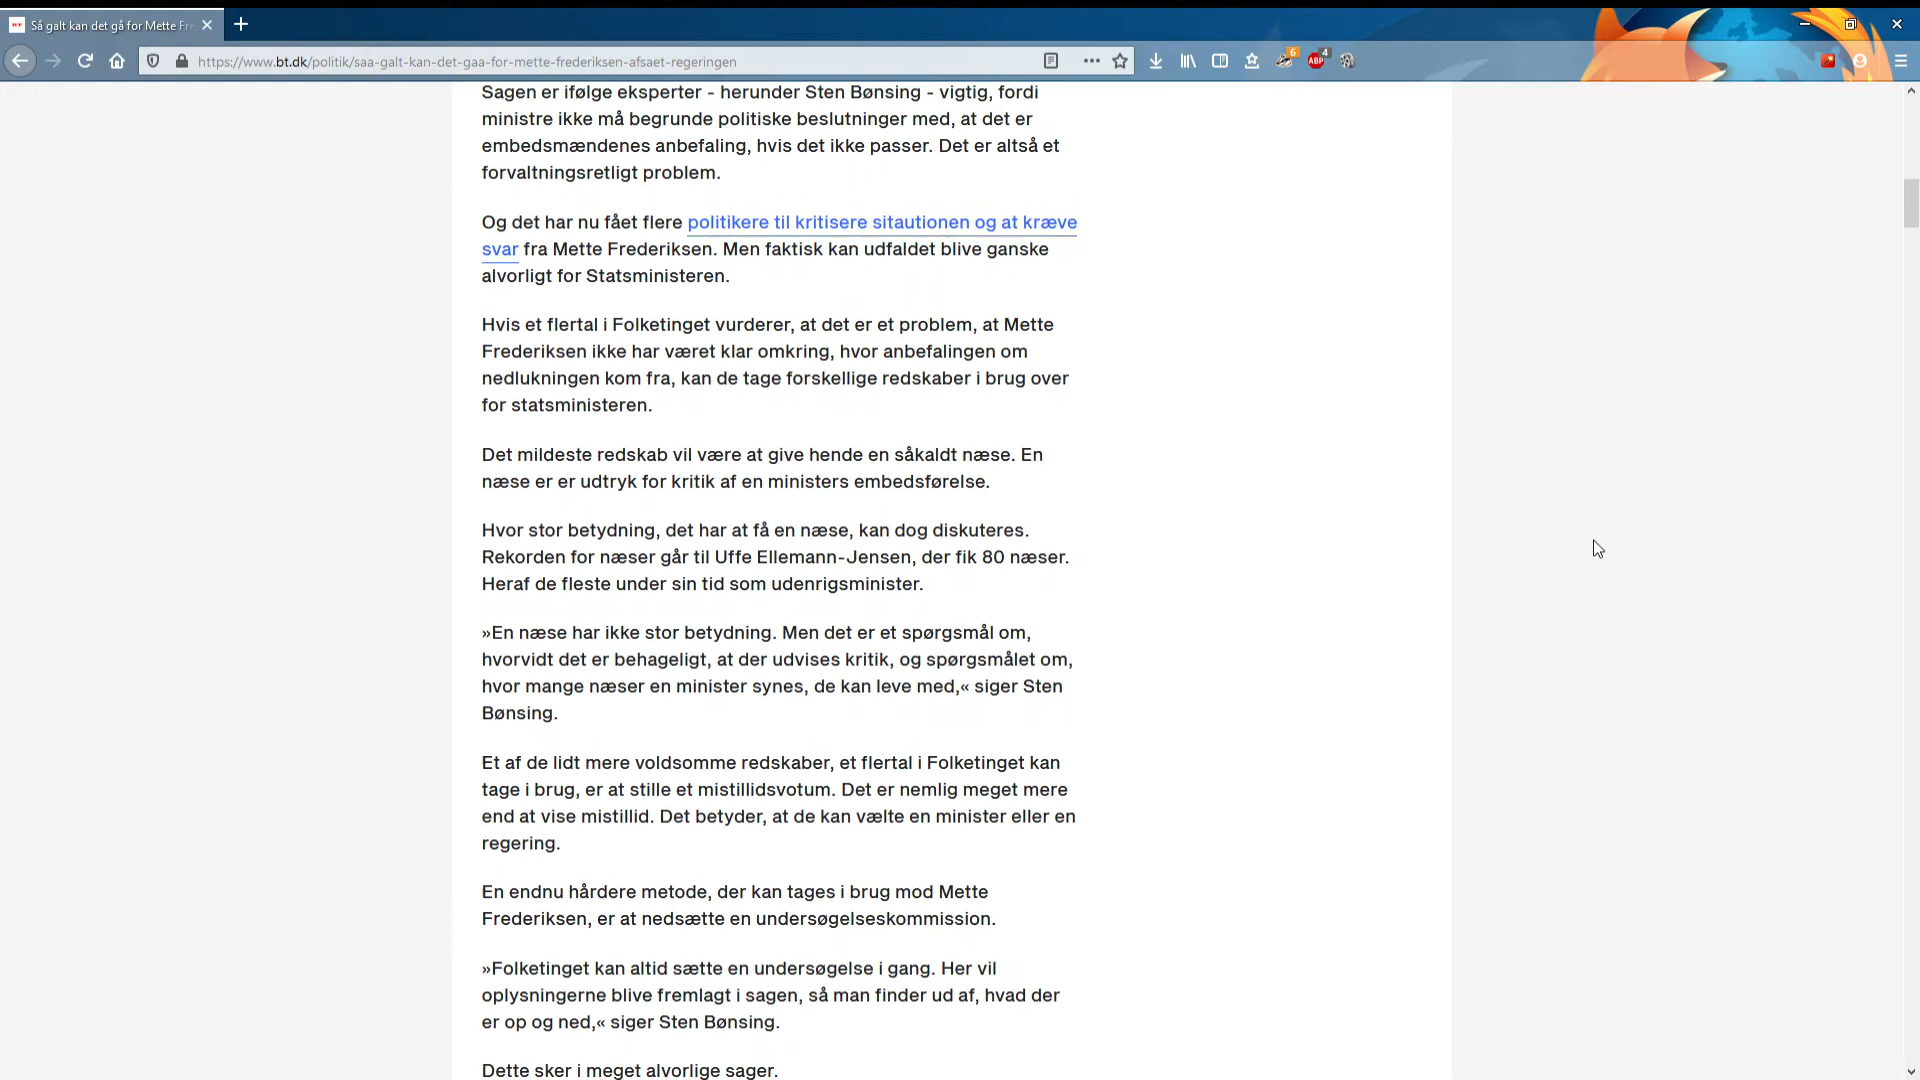 Så galt kan det gå for Mette Fre
https://www.bt.dk/politik/saa-galt-kan-det-gaa-for-mette-frederiksen-afsaet-regeringen
6
ABP
4
Sagen er ifølge eksperter - herunder Sten Bønsing - vigtig, fordi
ministre ikke må begrunde politiske beslutninger med, at det er
embedsmændenes anbefaling, hvis det ikke passer. Det er altså et
forvaltningsretligt problem.
Og det har nu fået flere politikere til kritisere sitautionen og at kræve
svar fra Mette Frederiksen. Men faktisk kan udfaldet blive ganske
alvorligt for Statsministeren.
Hvis et flertal i Folketinget vurderer, at det er et problem, at Mette
Frederiksen ikke har været klar omkring, hvor anbefalingen om
nedlukningen kom fra, kan de tage forskellige redskaber i brug over
for statsministeren.
Det mildeste redskab vil være at give hende en såkaldt næse. En
næse er er udtryk for kritik af en ministers embedsførelse.
Hvor stor betydning, det har at få en næse, kan dog diskuteres.
Rekorden for næser går til Uffe Ellemann-Jensen, der fik 80 næser.
Heraf de fleste under sin tid som udenrigsminister.
»En næse har ikke stor betydning. Men det er et spørgsmål om,
hvorvidt det er behageligt, at der udvises kritik, og spørgsmålet om,
hvor mange næser en minister synes, de kan leve med,« siger Sten
Bønsing.
Et af de lidt mere voldsomme redskaber, et flertal i Folketinget kan
tage i brug, er at stille et mistillidsvotum. Det er nemlig meget mere
end at vise mistillid. Det betyder, at de kan vælte en minister eller en
regering.
En endnu hårdere metode, der kan tages i brug mod Mette
Frederiksen, er at nedsætte en undersøgelseskommission.
»Folketinget kan altid sætte en undersøgelse i gang. Her vil
oplysningerne blive fremlagt i sagen, så man finder ud af, hvad der
er op og ned,« siger Sten Bønsing.
Dette sker i meget alvorlige sager.